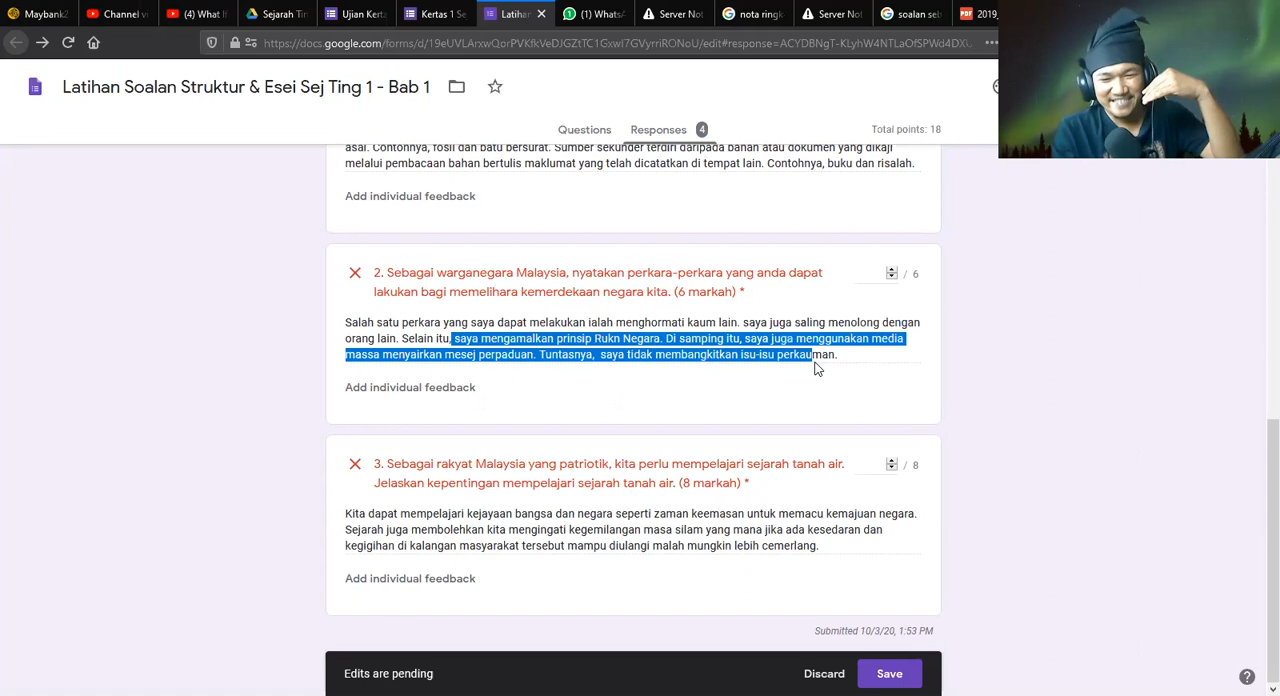 Maybank2
Channel v
(4) What If
Sejarah Tin
Ujian Kerta
Kertas 1 Se
Latihan
(1) WhatsA
Server Not
nota ringk
Server Not
soalan seb
2019_
https://docs.google.com/forms/d/19eUVLArxwQorPVKfkVeDJGZtTC1GxwI7GVyrriRONoU/edit#response=ACYDBNgT-KLyhW4NTLaOfSPWd4DX
Latihan Soalan Struktur & Esei Sej Ting 1 - Bab 1
Questions
Responses 4
Total points: 18
asal. Contohnya, fosil dan batu bersurat. Sumber sekunder terdiri daripada bahan atau dokumen yang dikaji
melalui pembacaan bahan bertulis maklumat yang telah dicatatkan di tempat lain. Contohnya, buku dan risalah.
Add individual feedback
2. Sebagai warganegara Malaysia, nyatakan perkara-perkara yang anda dapat
lakukan bagi memelihara kemerdekaan negara kita. (6 markah) *
/ 6
Salah satu perkara yang saya dapat melakukan ialah menghormati kaum lain. saya juga saling menolong dengan
orang lain. Selain itu, saya mengamalkan prinsip Rukn Negara. Di samping itu, saya juga menggunakan media
massa menyairkan mesej perpaduan. Tuntasnya, saya tidak membangkitkan isu-isu perkauman.
Add individual feedback
3. Sebagai rakyat Malaysia yang patriotik, kita perlu mempelajari sejarah tanah air.
Jelaskan kepentingan mempelajari sejarah tanah air. (8 markah) *
/ 8
Kita dapat mempelajari kejayaan bangsa dan negara seperti zaman keemasan untuk memacu kemajuan negara.
Sejarah juga membolehkan kita mengingati kegemilangan masa silam yang mana jika ada kesedaran dan
kegigihan di kalangan masyarakat tersebut mampu diulangi malah mungkin lebih cemerlang.
Add individual feedback
Submitted 10/3/20, 1:53 PM
Edits are pending
Discard
Save